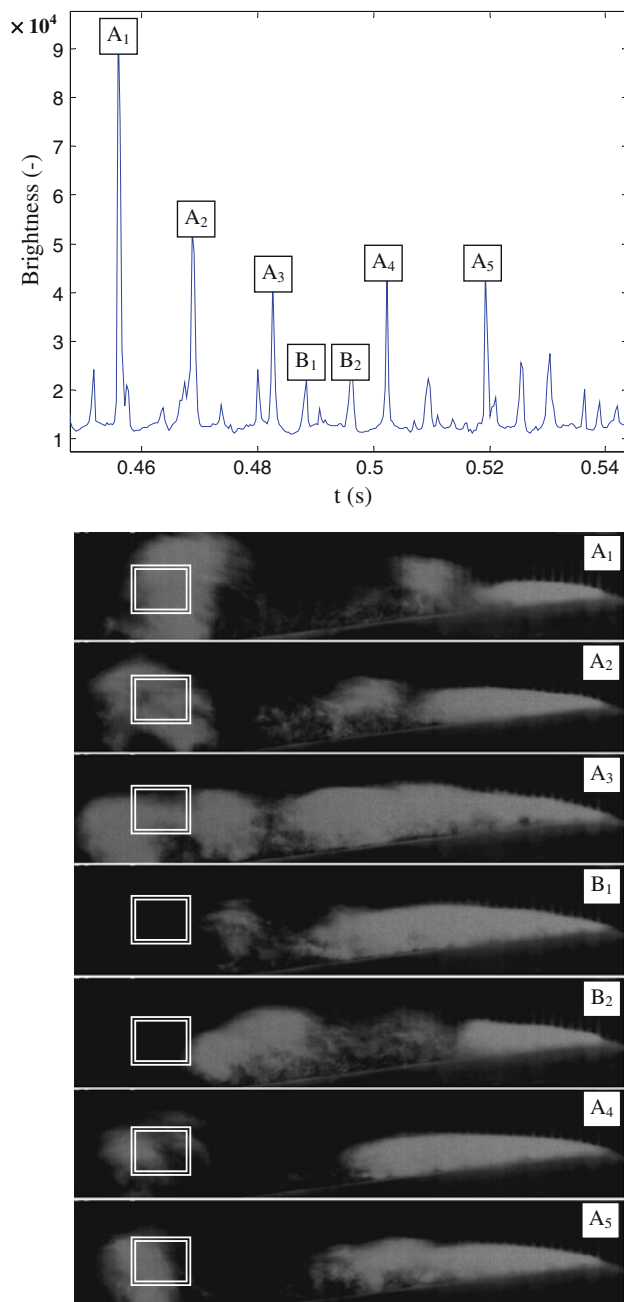 × 10⁴
A₁
9
8
7
6
A₂
5
A₃
A₄
A₅
4
3
B₁
B₂
2
1
Brightness (-)
0.46
0.48
0.5
0.52
0.54
t (s)
A₁
A₂
A₃
B₁
B₂
A₄
A₅